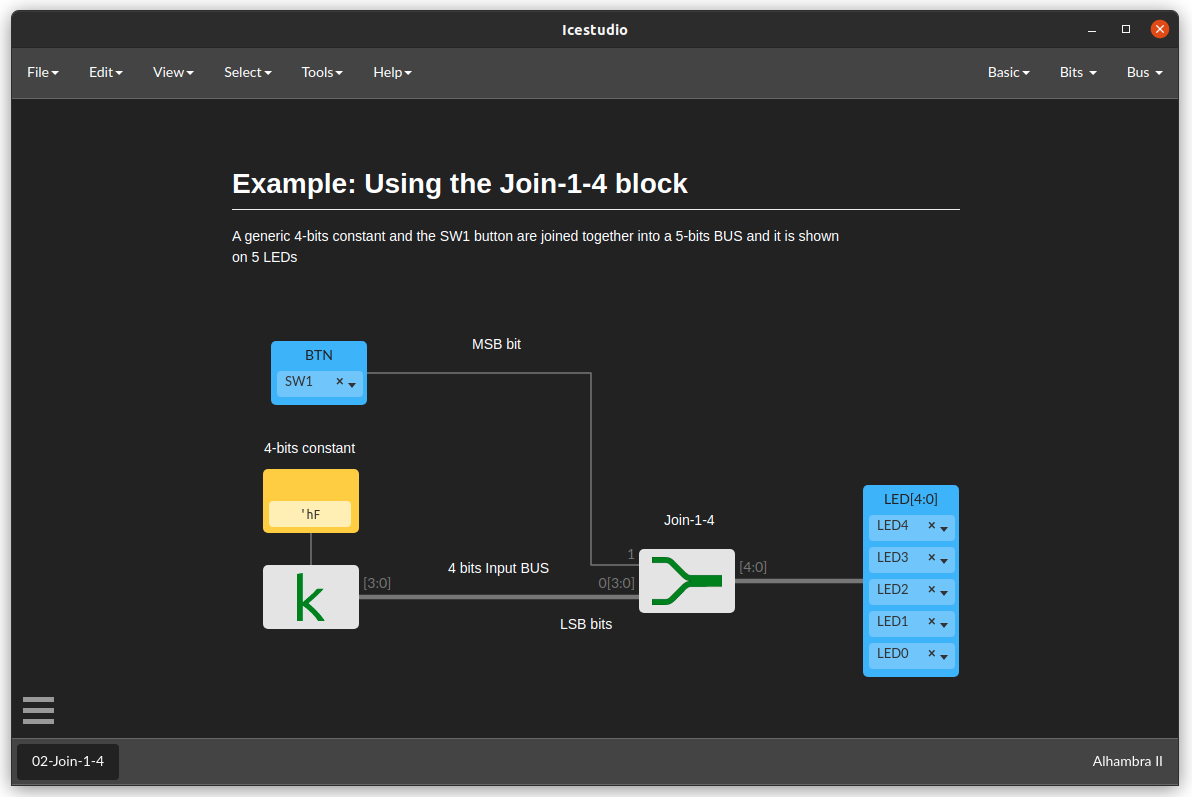 Icestudio
File Edit View Select Tools Help Basic Bits Bus
Example: Using the Join-1-4 block
A generic 4-bits constant and the SW1 button are joined together into a 5-bits BUS and it is shown
on 5 LEDs
MSB bit
BTN
SW1
4-bits constant
'hF
k
[3:0]
4 bits Input BUS
LSB bits
Join-1-4
1
0[3:0]
[4:0]
LED[4:0]
LED4
LED3
LED2
LED1
LED0
02-Join-1-4
Alhambra II